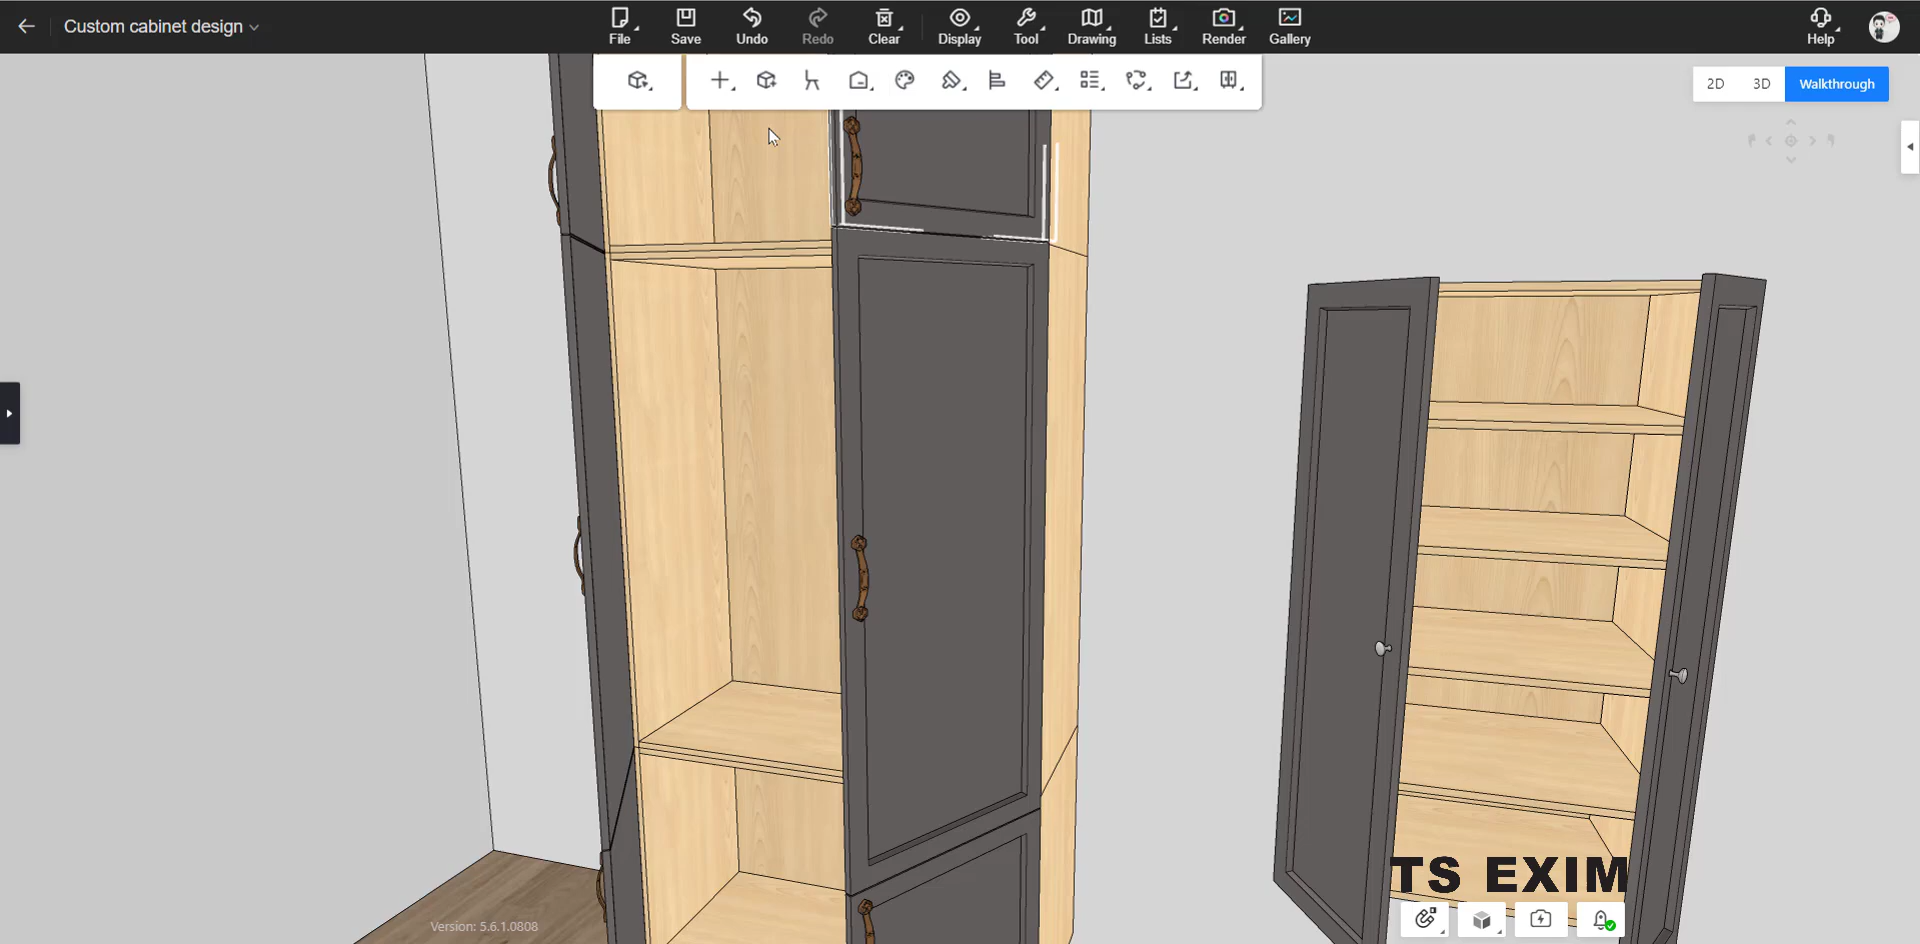 Custom cabinet design
File
Save
Undo
Redo
Clear
Display
Tool
Drawing
Lists
Render
Gallery
Help
2D
3D
Walkthrough
TS EXIM
Version: 5.6.1.0808